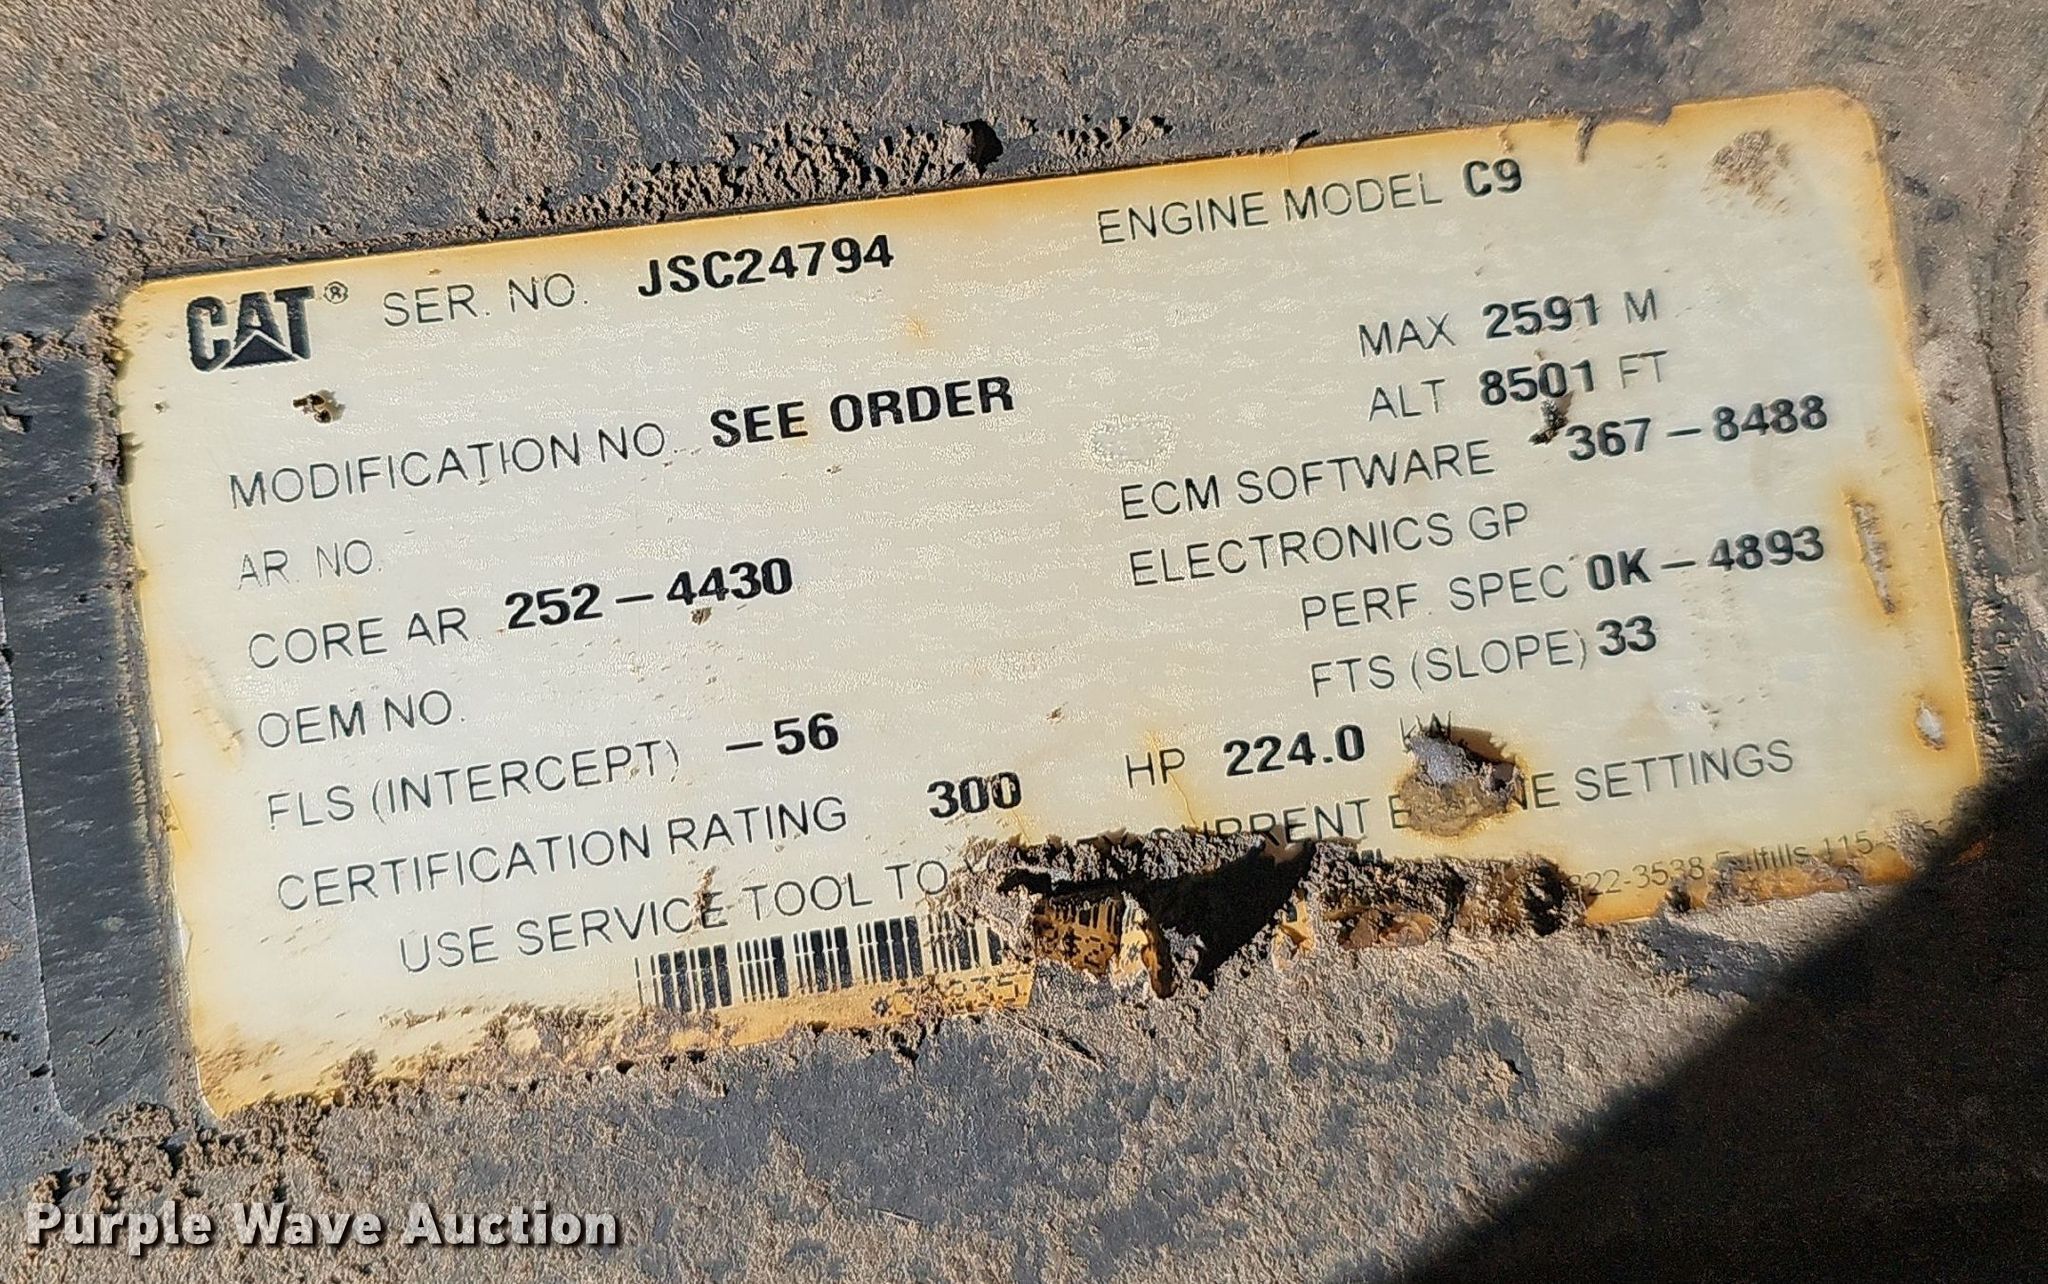 CAT® SER. NO. JSC24794 ENGINE MODEL C9
MAX 2591 M
MODIFICATION NO. SEE ORDER ALT 8501 FT
AR. NO. ECM SOFTWARE 367-8488
ELECTRONICS GP
CORE AR 252-4430 PERF. SPEC 0K-4893
OEM NO. FTS (SLOPE) 33
FLS (INTERCEPT) -56
CERTIFICATION RATING 300 HP 224.0 kW
USE SERVICE TOOL TO CURRENT SETTINGS
Purple Wave Auction